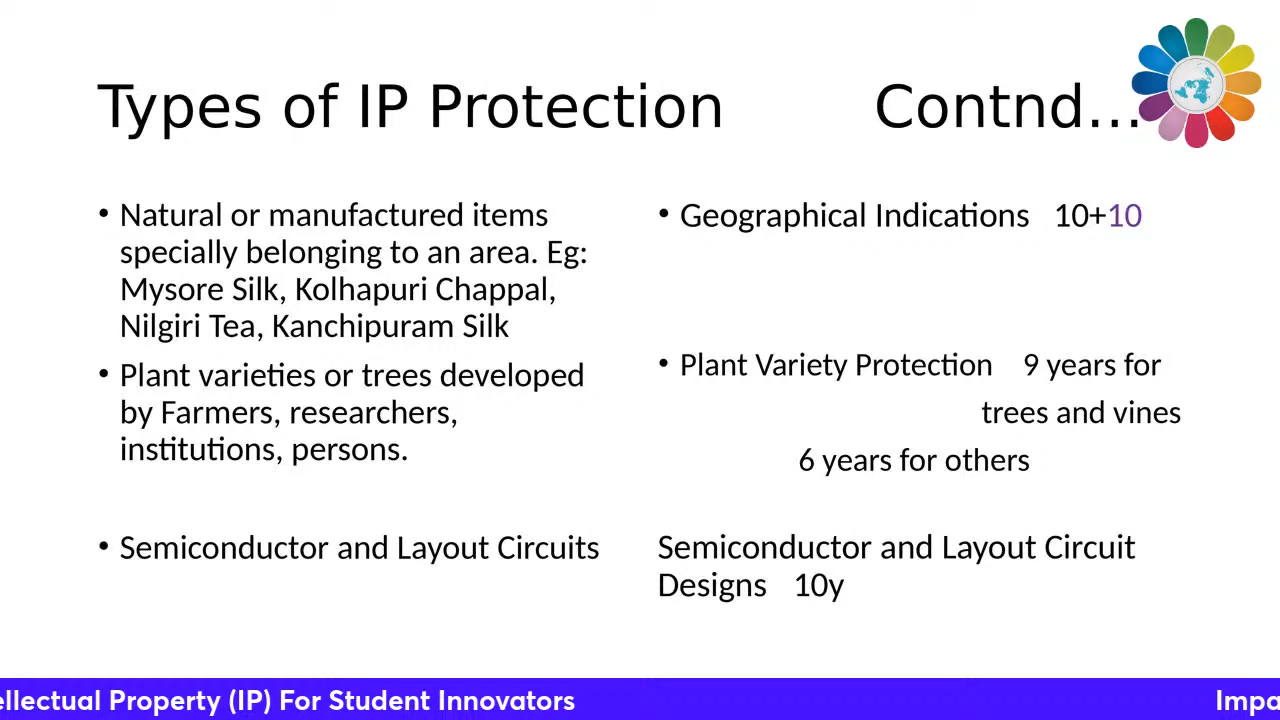 Types of IP Protection Contnd...
• Natural or manufactured items
specially belonging to an area. Eg:
Mysore Silk, Kolhapuri Chappal,
Nilgiri Tea, Kanchipuram Silk
• Plant varieties or trees developed
by Farmers, researchers,
institutions, persons.
• Semiconductor and Layout Circuits
• Geographical Indications 10+10
• Plant Variety Protection 9 years for
trees and vines
6 years for others
Semiconductor and Layout Circuit
Designs 10y
ellectual Property (IP) For Student Innovators Impa